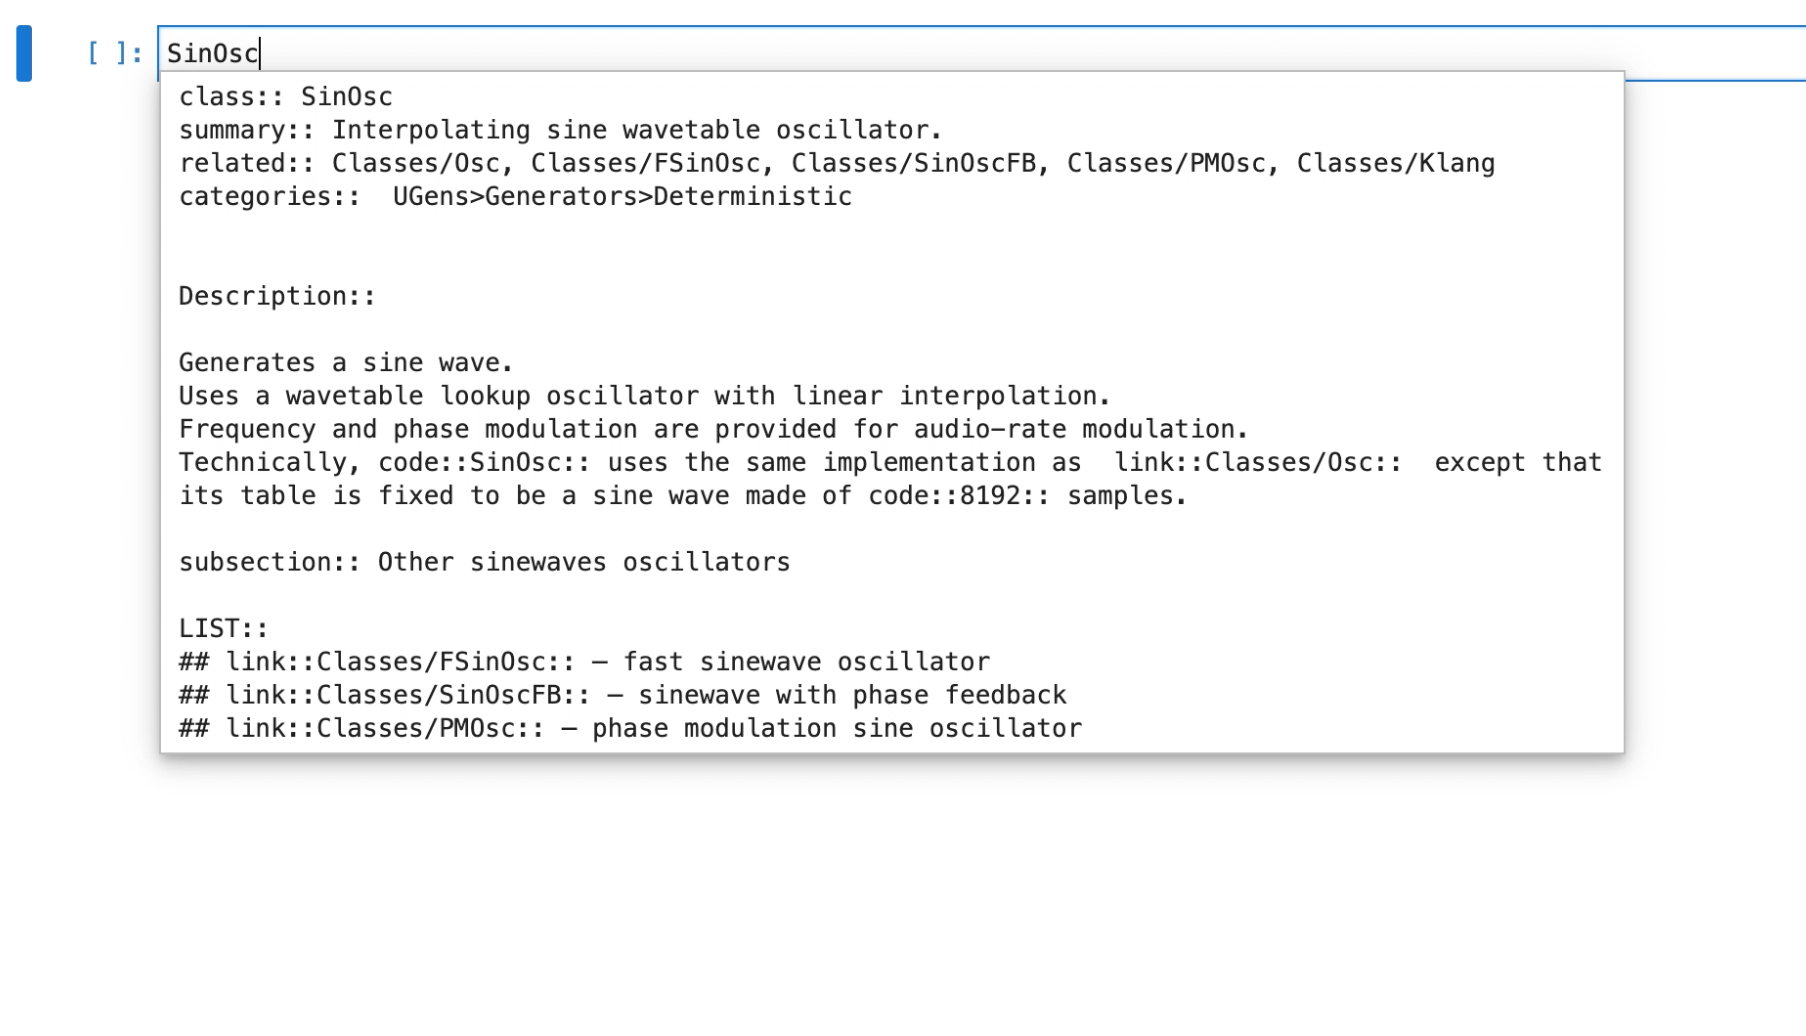 [ ]: SinOsc
class:: SinOsc
summary:: Interpolating sine wavetable oscillator.
related:: Classes/Osc, Classes/FSinOsc, Classes/SinOscFB, Classes/PMOsc, Classes/Klang
categories::  UGens>Generators>Deterministic
Description::
Generates a sine wave.
Uses a wavetable lookup oscillator with linear interpolation.
Frequency and phase modulation are provided for audio-rate modulation.
Technically, code::SinOsc:: uses the same implementation as  link::Classes/Osc::  except that
its table is fixed to be a sine wave made of code::8192:: samples.
subsection:: Other sinewaves oscillators
LIST::
## link::Classes/FSinOsc:: – fast sinewave oscillator
## link::Classes/SinOscFB:: – sinewave with phase feedback
## link::Classes/PMOsc:: – phase modulation sine oscillator